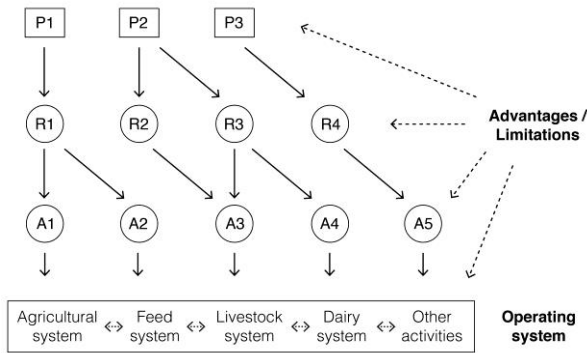 P1 P2 P3
R1 R2 R3 R4
Advantages /
Limitations
A1 A2 A3 A4 A5
Agricultural Feed Livestock Dairy Other
system system system system activities
Operating
system